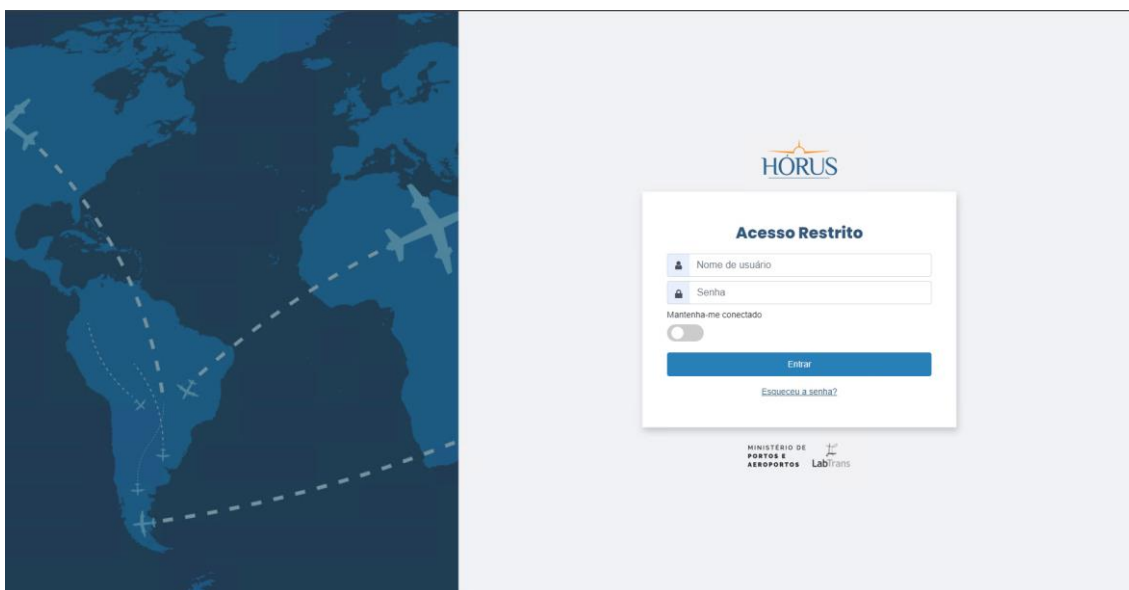 HÓRUS
Acesso Restrito
Nome de usuário
Senha
Mantenha-me conectado
Entrar
Esqueceu a senha?
MINISTÉRIO DE
PORTOS E
AEROPORTOS
LabTrans